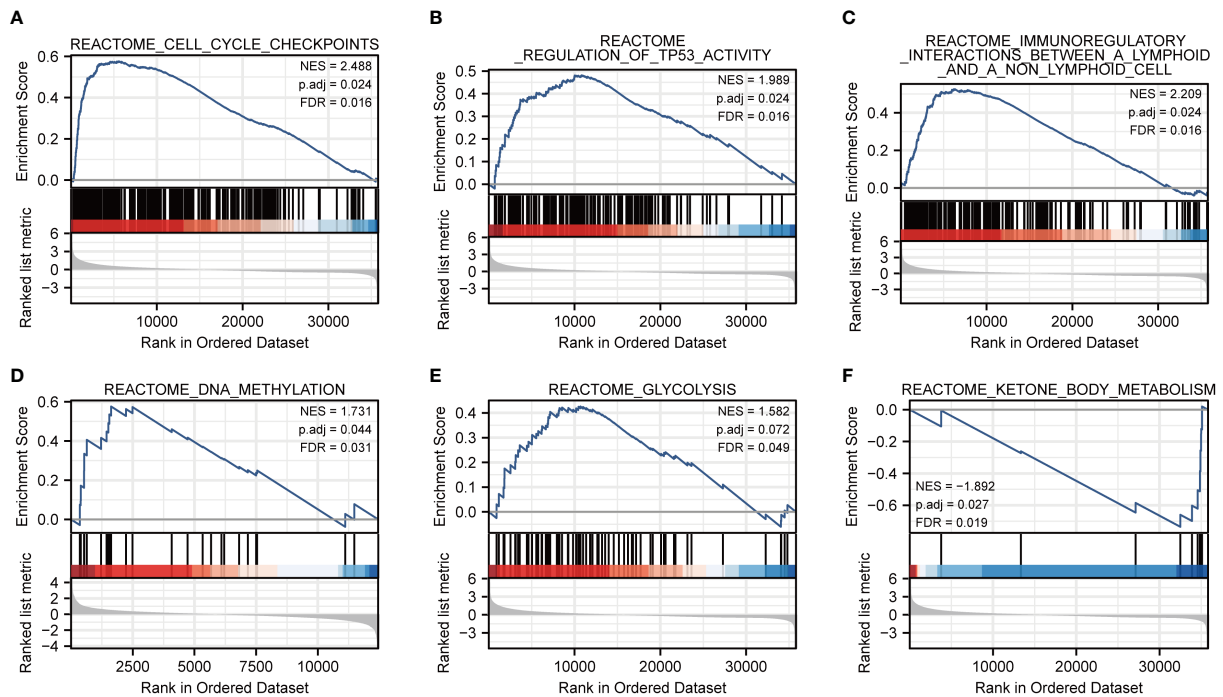 A
REACTOME_CELL_CYCLE_CHECKPOINTS
Enrichment Score
0.6
0.4
0.2
0.0
NES = 2.488
p.adj = 0.024
FDR = 0.016
Ranked list metric
6
3
0
−3
10000 20000 30000
Rank in Ordered Dataset
B
REACTOME
_REGULATION_OF_TP53_ACTIVITY
Enrichment Score
0.5
0.4
0.3
0.2
0.1
0.0
NES = 1.989
p.adj = 0.024
FDR = 0.016
Ranked list metric
6
3
0
−3
10000 20000 30000
Rank in Ordered Dataset
C
REACTOME_IMMUNOREGULATORY
_INTERACTIONS_BETWEEN_A_LYMPHOID
_AND_A_NON_LYMPHOID_CELL
Enrichment Score
0.4
0.2
0.0
NES = 2.209
p.adj = 0.024
FDR = 0.016
Ranked list metric
6
3
0
−3
10000 20000 30000
Rank in Ordered Dataset
D
REACTOME_DNA_METHYLATION
Enrichment Score
0.6
0.4
0.2
0.0
NES = 1.731
p.adj = 0.044
FDR = 0.031
Ranked list metric
4
2
0
−2
−4
2500 5000 7500 10000
Rank in Ordered Dataset
E
REACTOME_GLYCOLYSIS
Enrichment Score
0.4
0.3
0.2
0.1
0.0
NES = 1.582
p.adj = 0.072
FDR = 0.049
Ranked list metric
6
3
0
−3
10000 20000 30000
Rank in Ordered Dataset
F
REACTOME_KETONE_BODY_METABOLISM
Enrichment Score
0.0
−0.2
−0.4
−0.6
NES = −1.892
p.adj = 0.027
FDR = 0.019
Ranked list metric
6
3
0
−3
10000 20000 30000
Rank in Ordered Dataset